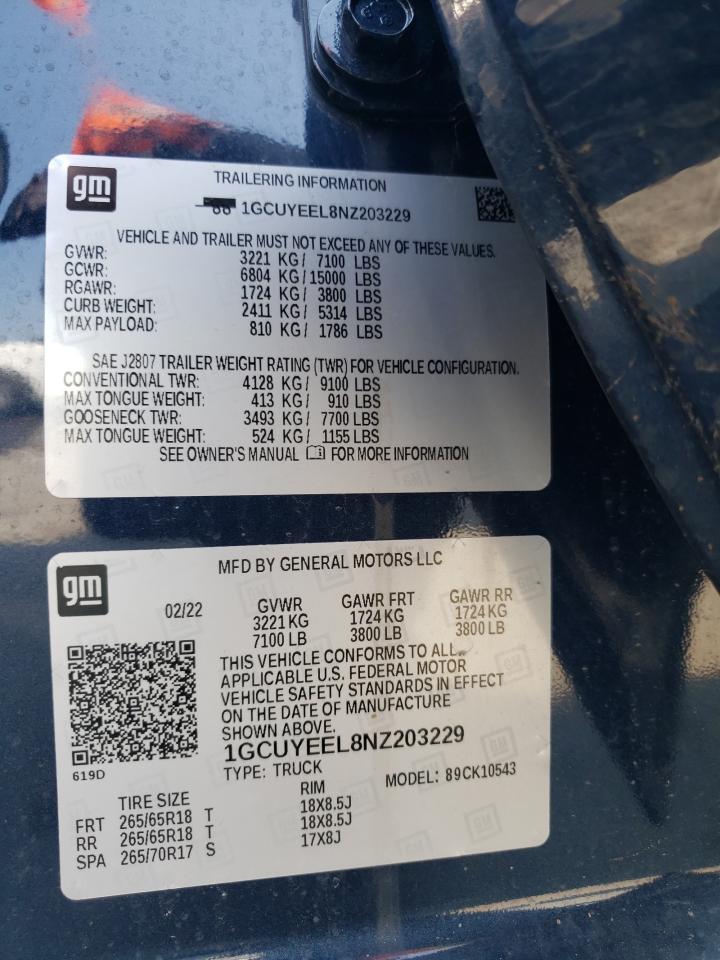 gm
TRAILERING INFORMATION
1GCUYEEL8NZ203229
VEHICLE AND TRAILER MUST NOT EXCEED ANY OF THESE VALUES.
GVWR: 3221 KG/ 7100 LBS
GCWR: 6804 KG/15000 LBS
RGAWR: 1724 KG/ 3800 LBS
CURB WEIGHT: 2411 KG/ 5314 LBS
MAX PAYLOAD: 810 KG/ 1786 LBS
SAE J2807 TRAILER WEIGHT RATING (TWR) FOR VEHICLE CONFIGURATION.
CONVENTIONAL TWR: 4128 KG/ 9100 LBS
MAX TONGUE WEIGHT: 413 KG/ 910 LBS
GOOSENECK TWR: 3493 KG/ 7700 LBS
MAX TONGUE WEIGHT: 524 KG/ 1155 LBS
SEE OWNER'S MANUAL FOR MORE INFORMATION
gm
MFD BY GENERAL MOTORS LLC
02/22 GVWR GAWR FRT GAWR RR
3221 KG 1724 KG 1724 KG
7100 LB 3800 LB 3800 LB
THIS VEHICLE CONFORMS TO ALL
APPLICABLE U.S. FEDERAL MOTOR
VEHICLE SAFETY STANDARDS IN EFFECT
ON THE DATE OF MANUFACTURE
SHOWN ABOVE.
1GCUYEEL8NZ203229
619D
TYPE: TRUCK MODEL: 89CK10543
TIRE SIZE RIM
FRT 265/65R18 T 18X8.5J
RR 265/65R18 T 18X8.5J
SPA 265/70R17 S 17X8J